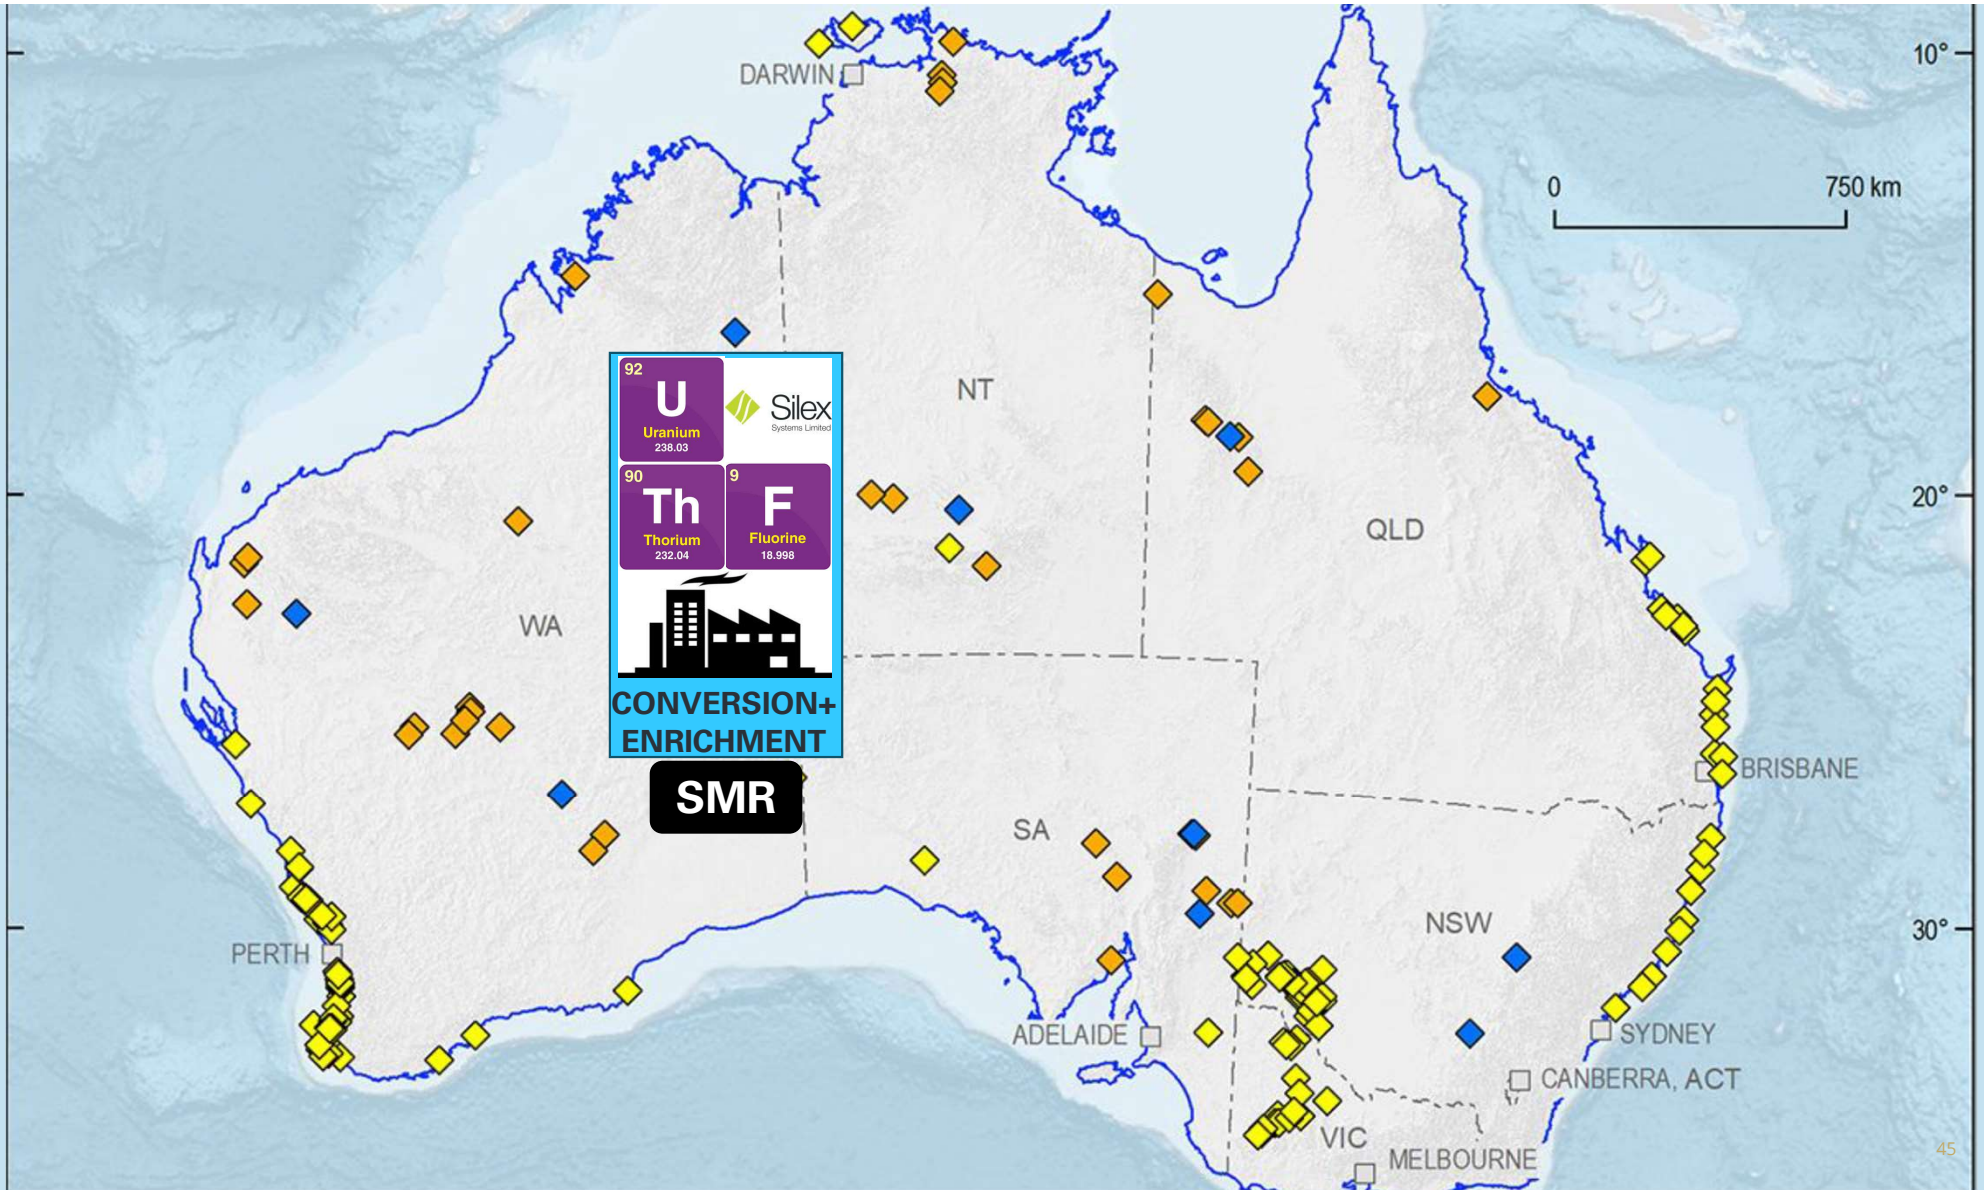 10°
DARWIN
0
750 km
92
U
Uranium
238.03
Silex
Systems Limited
NT
90
Th
Thorium
232.04
9
F
Fluorine
18.998
20°
QLD
WA
CONVERSION+
ENRICHMENT
BRISBANE
SMR
SA
NSW
30°
PERTH
ADELAIDE
SYDNEY
CANBERRA, ACT
VIC
45
MELBOURNE